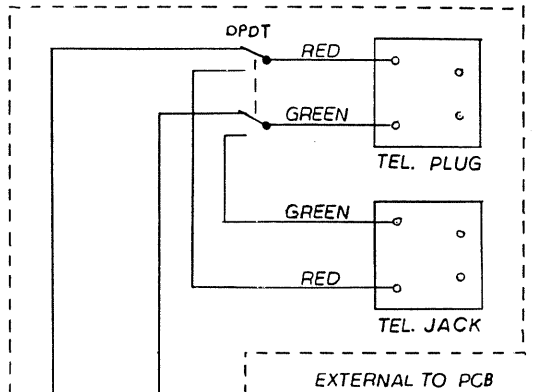 DPDT
RED
GREEN
TEL. PLUG
GREEN
RED
TEL. JACK
EXTERNAL TO PCB